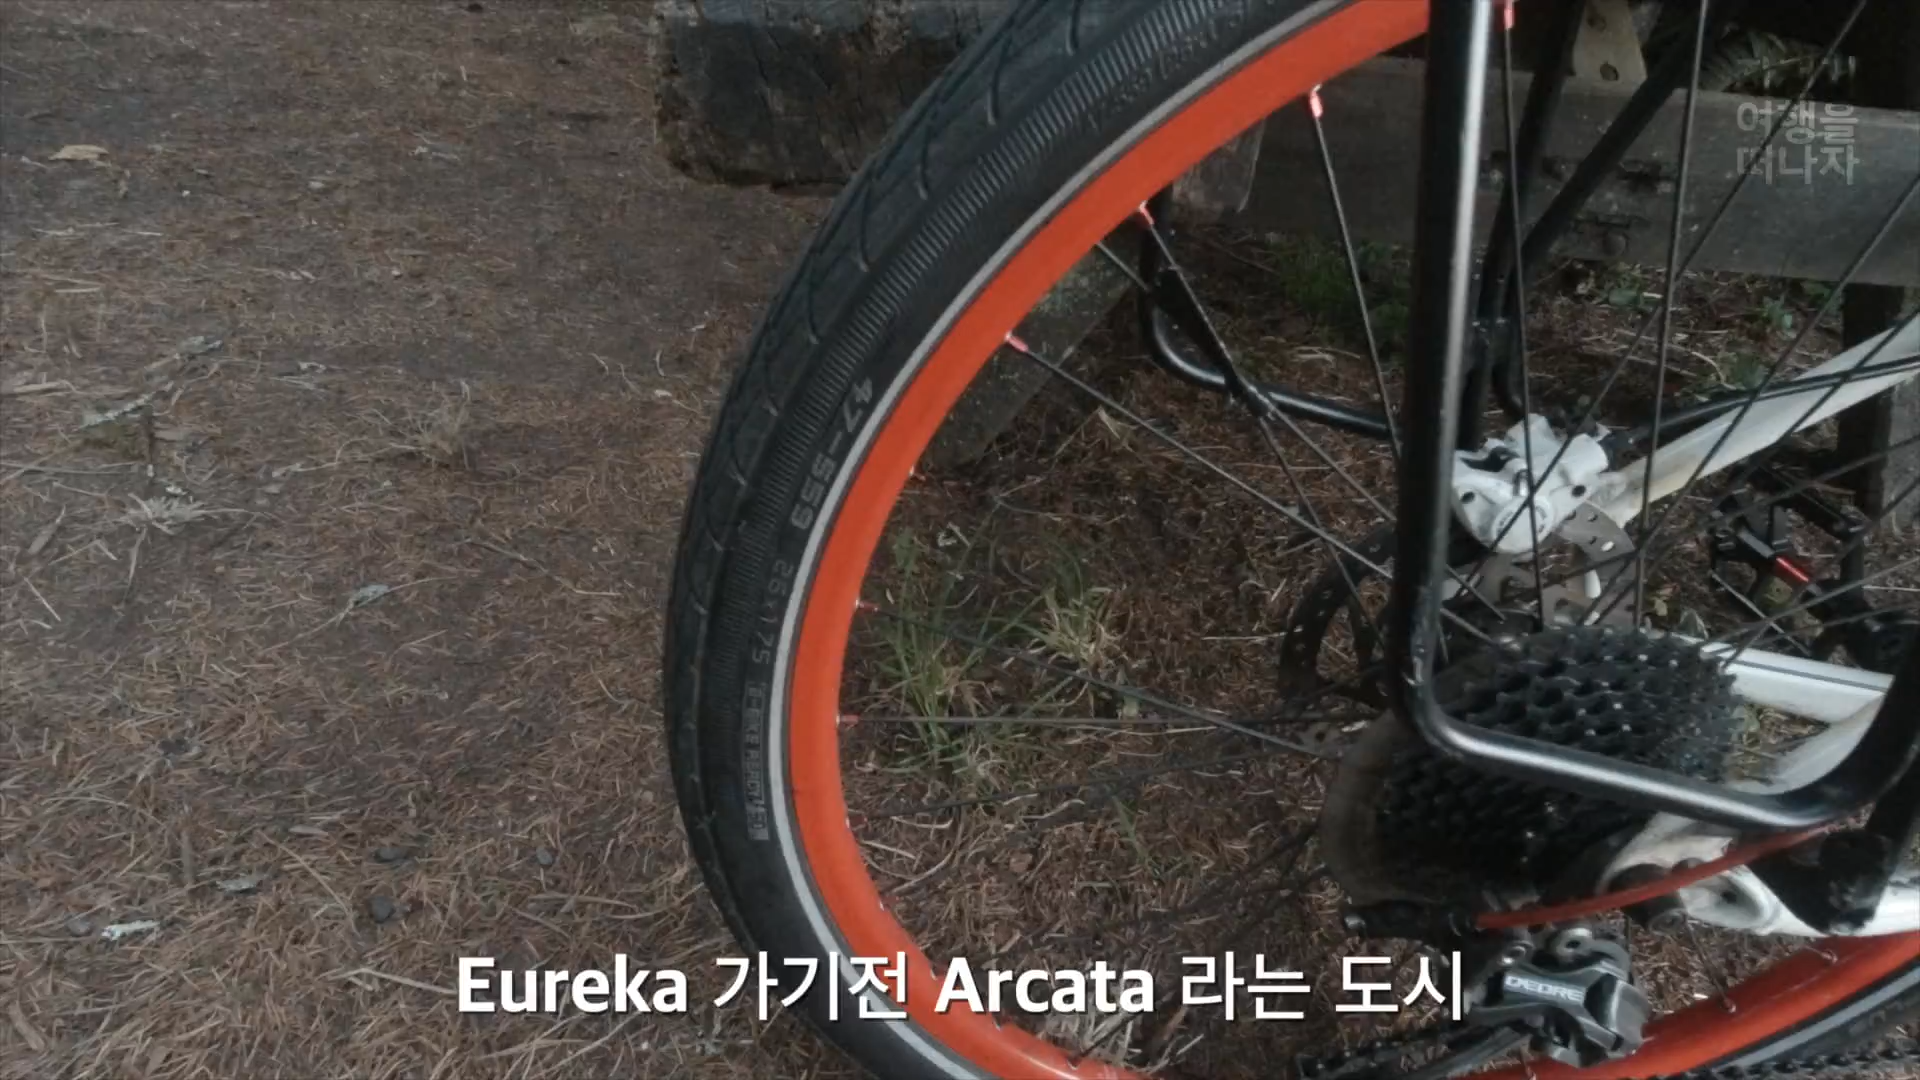 여행을
떠나자
47-559
26x1.75
DEORE
Eureka 가기전 Arcata 라는 도시